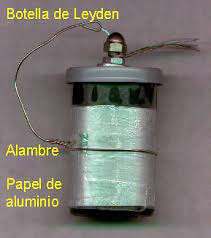 Botella de Leyden
Alambre
Papel de
aluminio